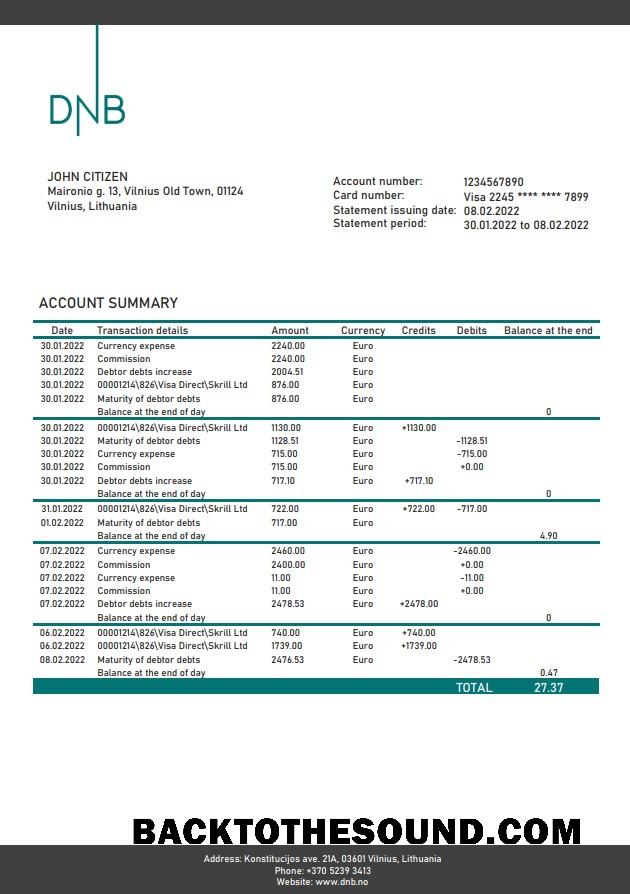 DNB
JOHN CITIZEN
Maironio g. 13, Vilnius Old Town, 01124
Vilnius, Lithuania
Account number: 1234567890
Card number: Visa 2245 **** **** 7899
Statement issuing date: 08.02.2022
Statement period: 30.01.2022 to 08.02.2022
ACCOUNT SUMMARY
Date Transaction details Amount Currency Credits Debits Balance at the end
30.01.2022 Currency expense 2240.00 Euro
30.01.2022 Commission 2240.00 Euro
30.01.2022 Debtor debts increase 2004.51 Euro
30.01.2022 00001214\826\Visa Direct\Skrill Ltd 876.00 Euro
30.01.2022 Maturity of debtor debts 876.00 Euro
Balance at the end of day 0
30.01.2022 00001214\826\Visa Direct\Skrill Ltd 1130.00 Euro +1130.00
30.01.2022 Maturity of debtor debts 1128.51 Euro -1128.51
30.01.2022 Currency expense 715.00 Euro -715.00
30.01.2022 Commission 715.00 Euro +0.00
30.01.2022 Debtor debts increase 717.10 Euro +717.10
Balance at the end of day 0
31.01.2022 00001214\826\Visa Direct\Skrill Ltd 722.00 Euro +722.00 -717.00
01.02.2022 Maturity of debtor debts 717.00 Euro
Balance at the end of day 4.90
07.02.2022 Currency expense 2460.00 Euro -2460.00
07.02.2022 Commission 2400.00 Euro +0.00
07.02.2022 Currency expense 11.00 Euro -11.00
07.02.2022 Commission 11.00 Euro +0.00
07.02.2022 Debtor debts increase 2478.53 Euro +2478.00
Balance at the end of day 0
06.02.2022 00001214\826\Visa Direct\Skrill Ltd 740.00 Euro +740.00
06.02.2022 00001214\826\Visa Direct\Skrill Ltd 1739.00 Euro +1739.00
08.02.2022 Maturity of debtor debts 2476.53 Euro -2478.53
Balance at the end of day 0.47
TOTAL 27.37
BACKTOTHESOUND.COM
Address: Konstitucijos ave. 21A, 03601 Vilnius, Lithuania
Phone: +370 5239 3413
Website: www.dnb.no